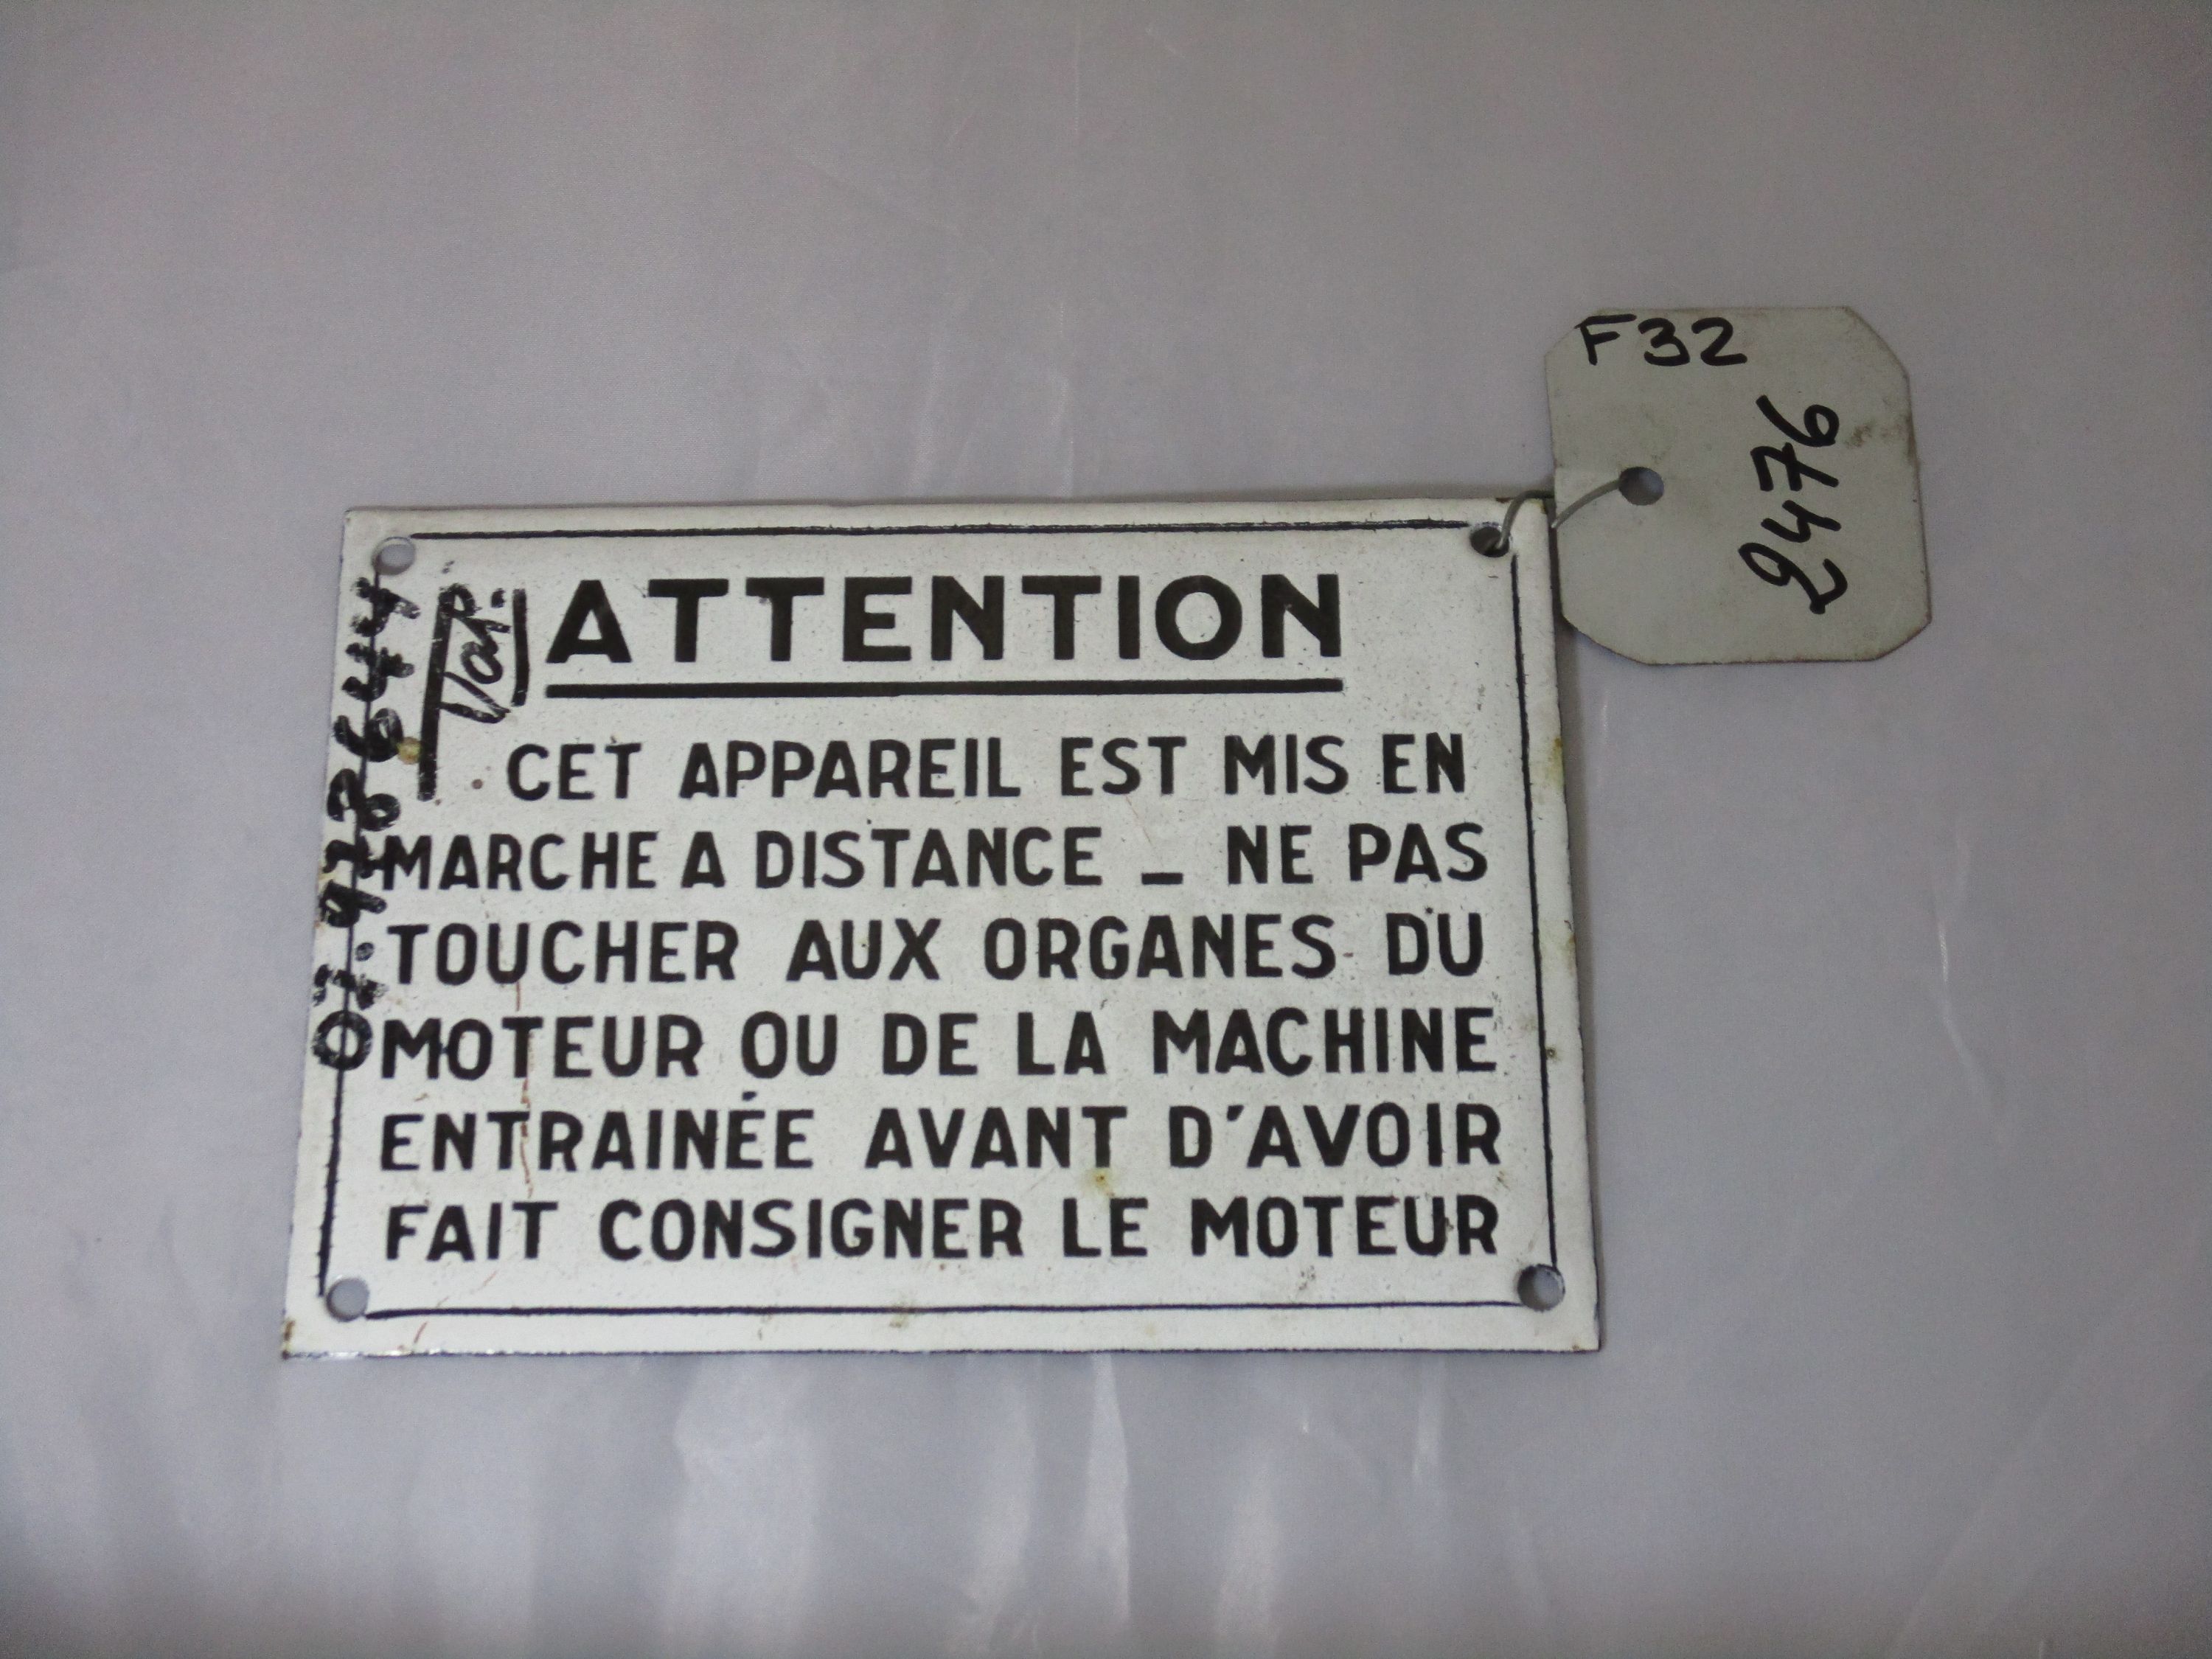 ATTENTION
CET APPAREIL EST MIS EN
MARCHE A DISTANCE _ NE PAS
TOUCHER AUX ORGANES DU
MOTEUR OU DE LA MACHINE
ENTRAINÉE AVANT D'AVOIR
FAIT CONSIGNER LE MOTEUR
F32
2476